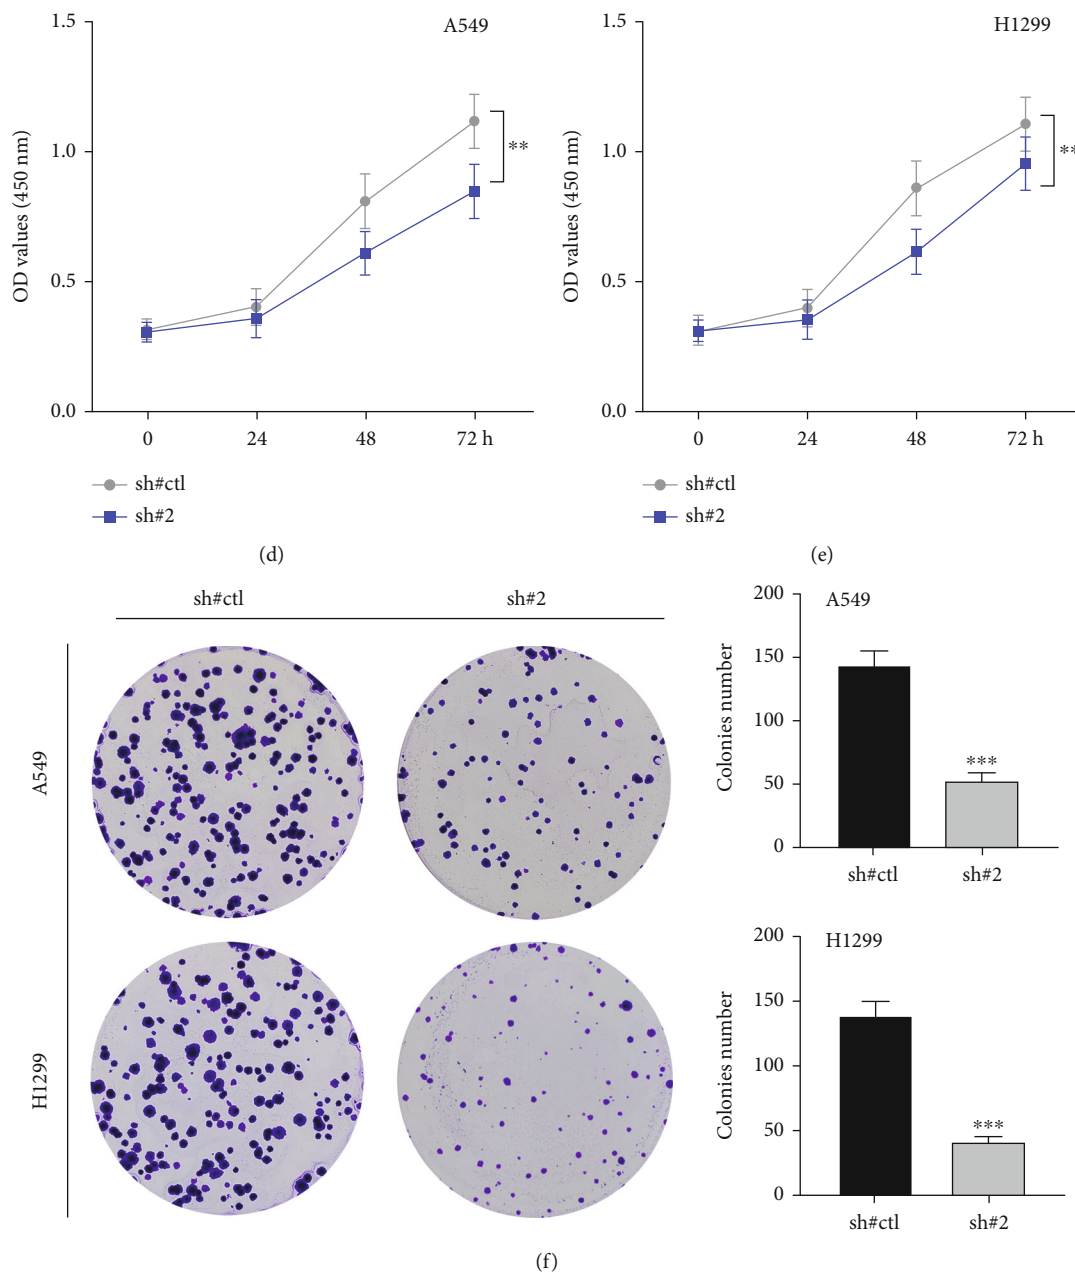 1.5
A549
1.0
**
0.5
0.0
OD values (450 nm)
0
24
48
72 h
sh#ctl
sh#2
(d)
1.5
H1299
1.0
**
0.5
0.0
OD values (450 nm)
0
24
48
72 h
sh#ctl
sh#2
(e)
sh#ctl
sh#2
A549
H1299
200
A549
150
100
50
0
***
Colonies number
sh#ctl
sh#2
200
H1299
150
100
50
0
***
Colonies number
sh#ctl
sh#2
(f)